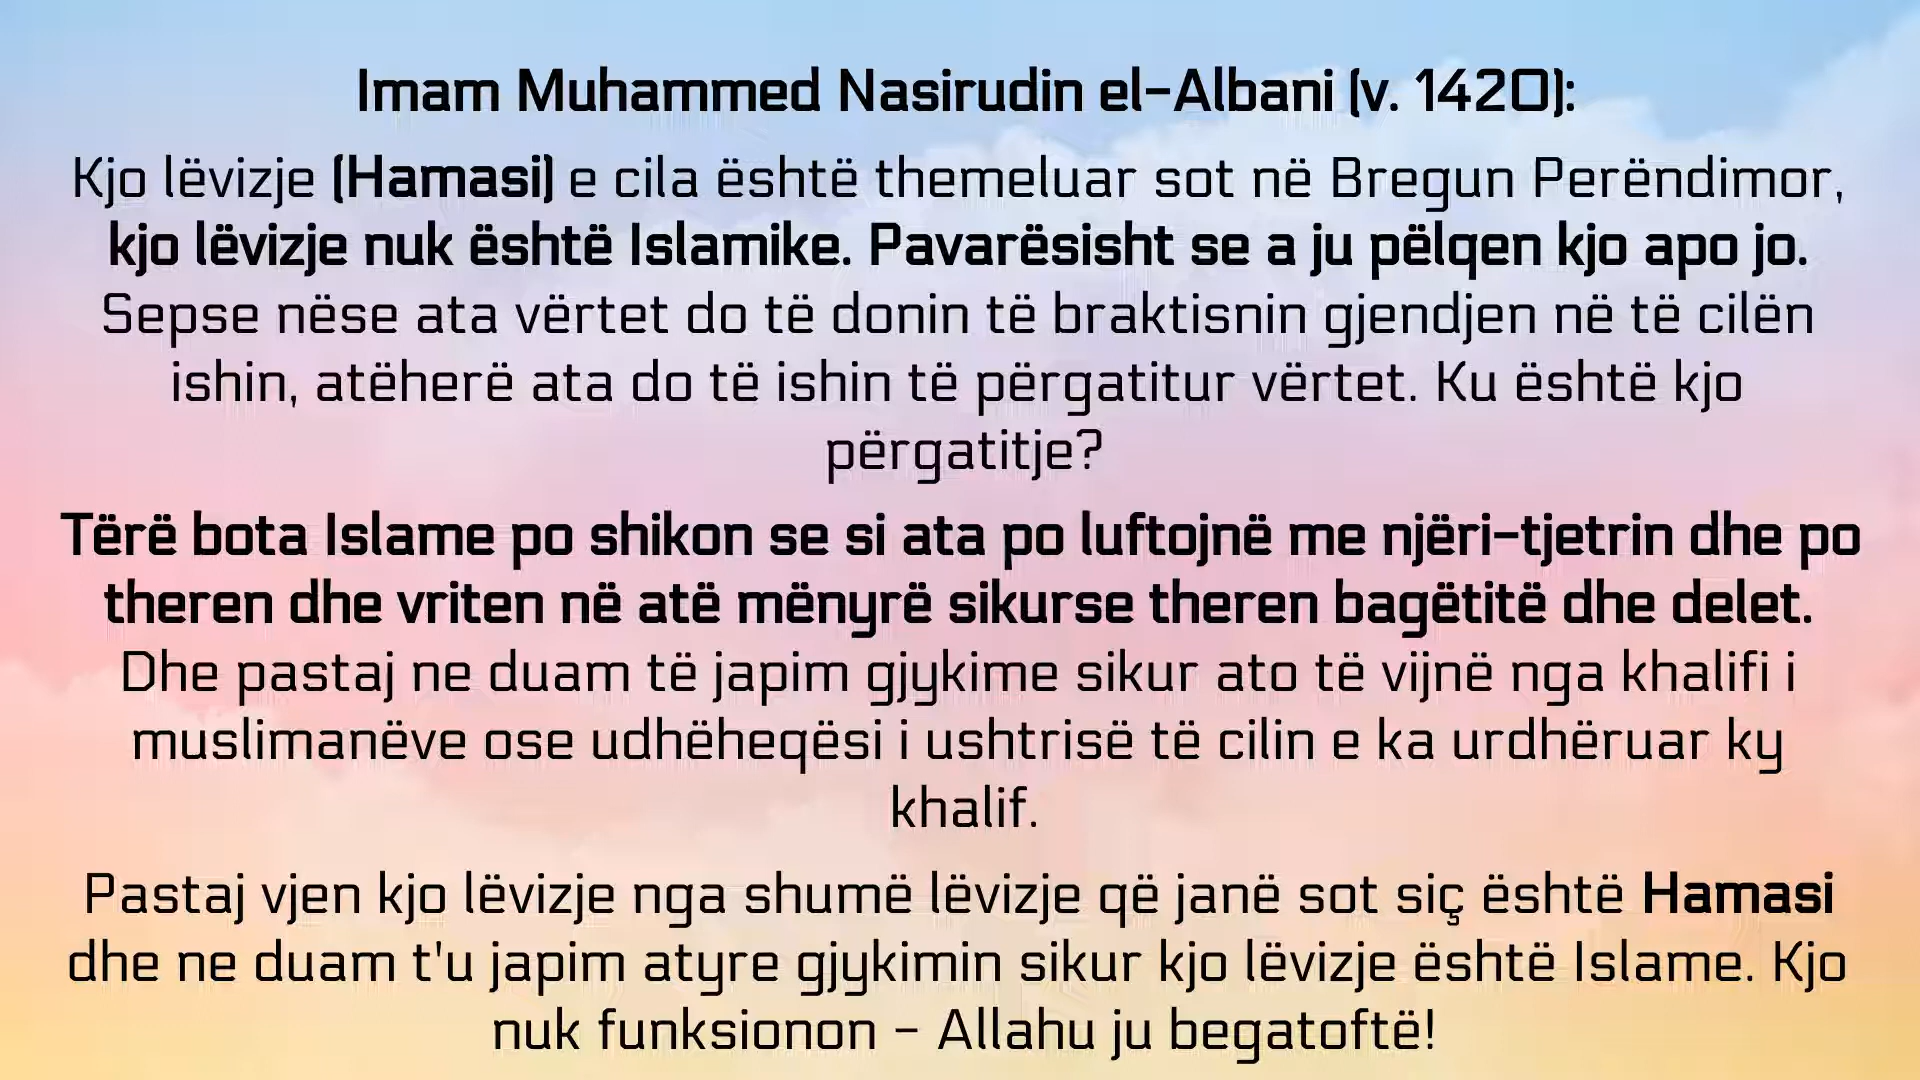 Imam Muhammed Nasirudin el-Albani (v. 1420):
Kjo lëvizje (Hamasi) e cila është themeluar sot në Bregun Perëndimor,
kjo lëvizje nuk është Islamike. Pavarësisht se a ju pëlqen kjo apo jo.
Sepse nëse ata vërtet do të donin të braktisnin gjendjen në të cilën
ishin, atëherë ata do të ishin të përgatitur vërtet. Ku është kjo
përgatitje?
Tërë bota Islame po shikon se si ata po luftojnë me njëri-tjetrin dhe po
theren dhe vriten në atë mënyrë sikurse theren bagëtitë dhe delet.
Dhe pastaj ne duam të japim gjykime sikur ato të vijnë nga khalifi i
muslimanëve ose udhëheqësi i ushtrisë të cilin e ka urdhëruar ky
khalif.
Pastaj vjen kjo lëvizje nga shumë lëvizje që janë sot siç është Hamasi
dhe ne duam t'u japim atyre gjykimin sikur kjo lëvizje është Islame. Kjo
nuk funksionon - Allahu ju begatoftë!